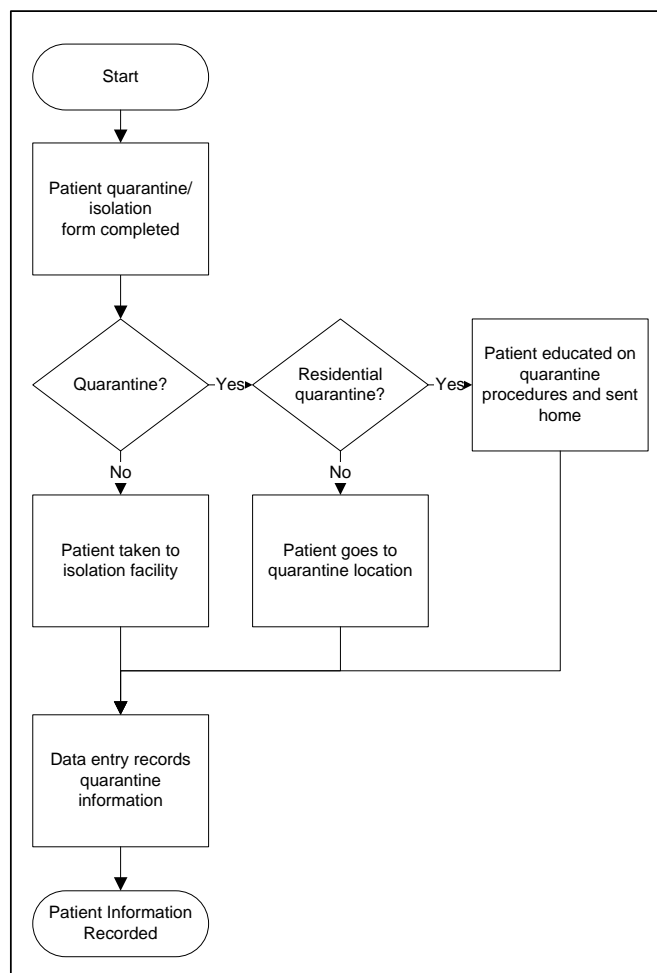 Start
Patient quarantine/
isolation
form completed
Quarantine?
Yes
Residential
quarantine?
Yes
Patient educated on
quarantine
procedures and sent
home
No
No
Patient taken to
isolation facility
Patient goes to
quarantine location
Data entry records
quarantine
information
Patient Information
Recorded